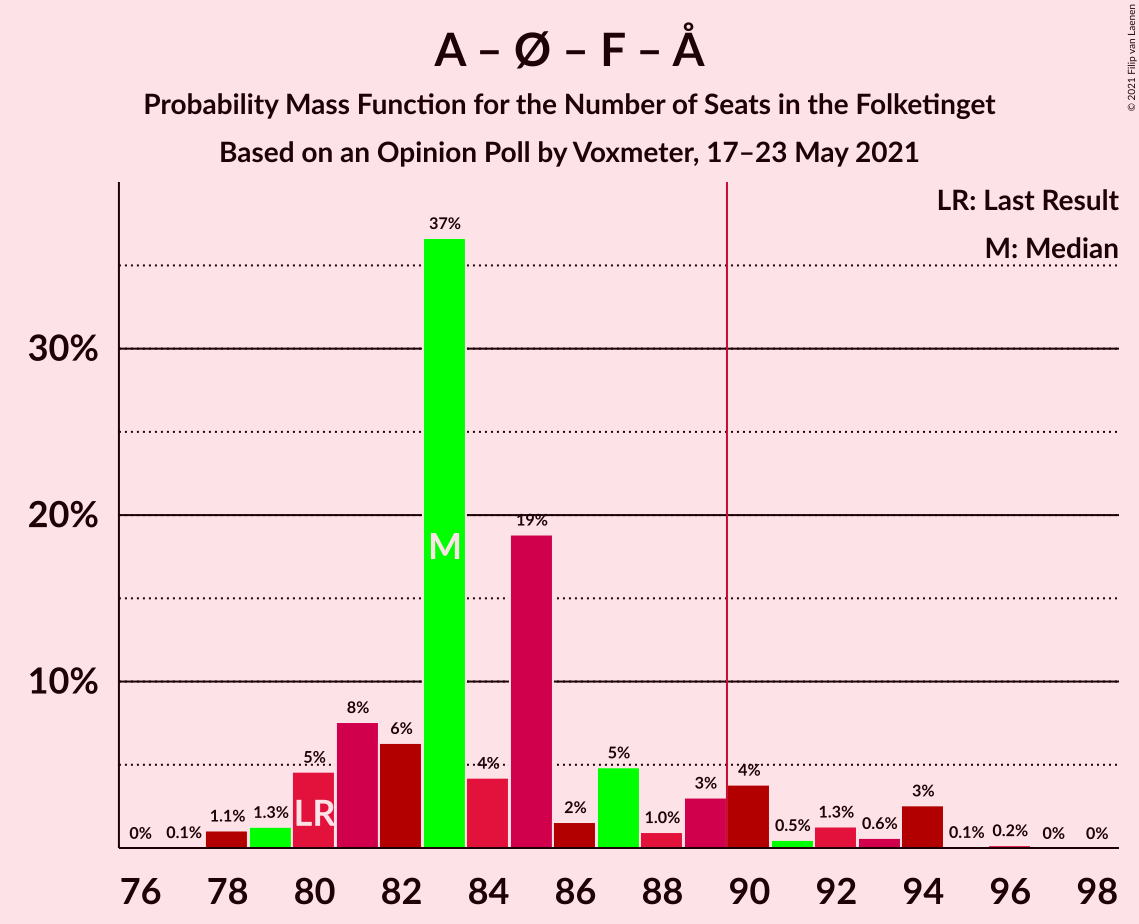 A – Ø – F – Å
Probability Mass Function for the Number of Seats in the Folketinget
Based on an Opinion Poll by Voxmeter, 17–23 May 2021
© 2021 Filip van Laenen
LR: Last Result
M: Median
30%
20%
10%
0%
0.1%
1.1%
1.3%
5%
8%
6%
37%
4%
19%
2%
5%
1.0%
3%
4%
0.5%
1.3%
0.6%
3%
0.1%
0.2%
0%
0%
LR
M
76 78 80 82 84 86 88 90 92 94 96 98